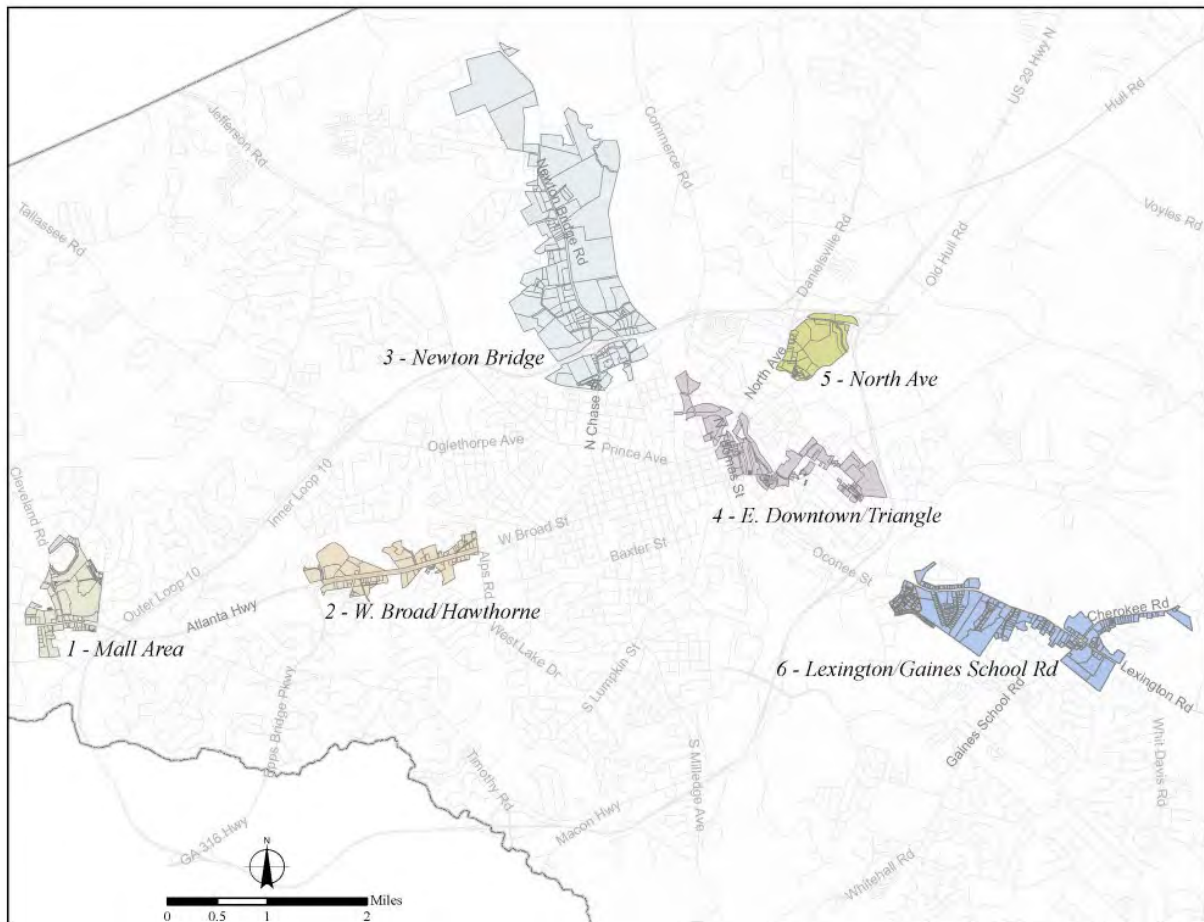 US 29 Hwy N
Hull Rd
Jefferson Rd
Commerce Rd
Newton Bridge Rd
Tallassee Rd
Voyles Rd
Danielsville Rd
Old Hull Rd
3 - Newton Bridge
North Ave
5 - North Ave
N Chase St
Oglethorpe Ave
Prince Ave
Thomas St
Cleveland Rd
Inner Loop 10
4 - E. Downtown/Triangle
W Broad St
Baxter St
Oconee St
Alps Rd
Outer Loop 10
Atlanta Hwy
2 - W. Broad/Hawthorne
Cherokee Rd
1 - Mall Area
West Lake Dr
S Lumpkin St
6 - Lexington/Gaines School Rd
Lexington Rd
Gaines School Rd
Epps Bridge Pkwy
Whit Davis Rd
Timothy Rd
S Milledge Ave
Macon Hwy
GA 316 Hwy
Whitehall Rd
N
Miles
0 0.5 1 2